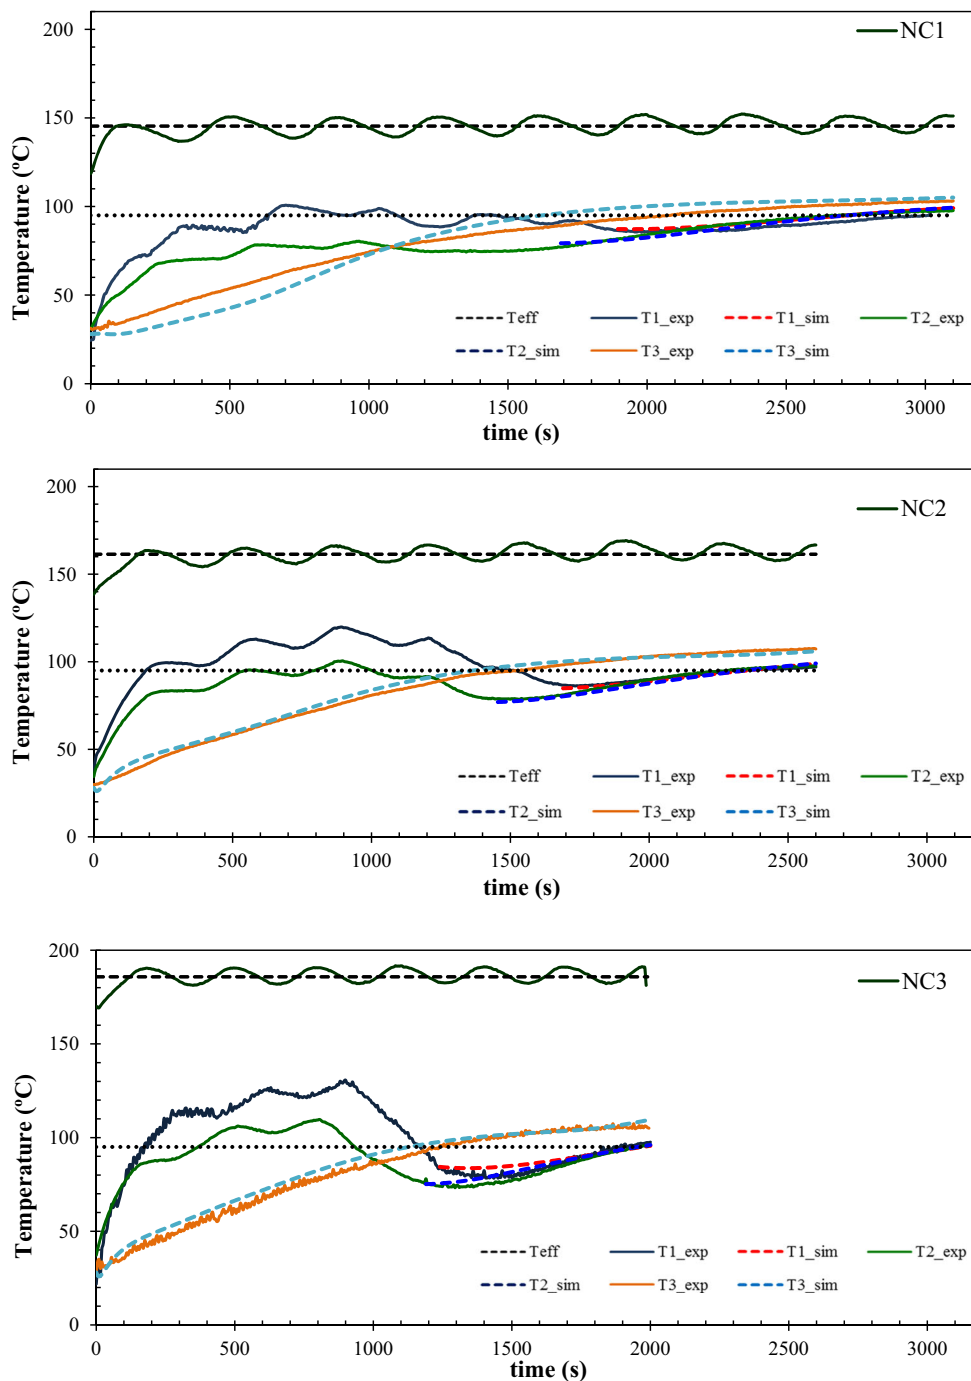 NC1
200
150
100
50
0
Temperature (ºC)
Teff T1_exp T1_sim T2_exp
T2_sim T3_exp T3_sim
0 500 1000 1500 2000 2500 3000
time (s)
NC2
200
150
100
50
0
Temperature (ºC)
Teff T1_exp T1_sim T2_exp
T2_sim T3_exp T3_sim
0 500 1000 1500 2000 2500 3000
time (s)
NC3
200
150
100
50
0
Temperature (ºC)
Teff T1_exp T1_sim T2_exp
T2_sim T3_exp T3_sim
0 500 1000 1500 2000 2500 3000
time (s)